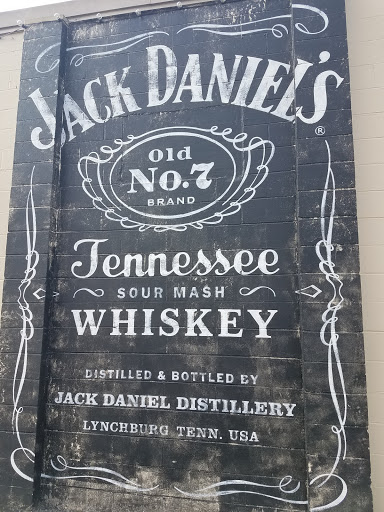 JACK DANIEL'S
®
Old
No.7
BRAND
Tennessee
SOUR MASH
WHISKEY
DISTILLED & BOTTLED BY
JACK DANIEL DISTILLERY
LYNCHBURG TENN. USA